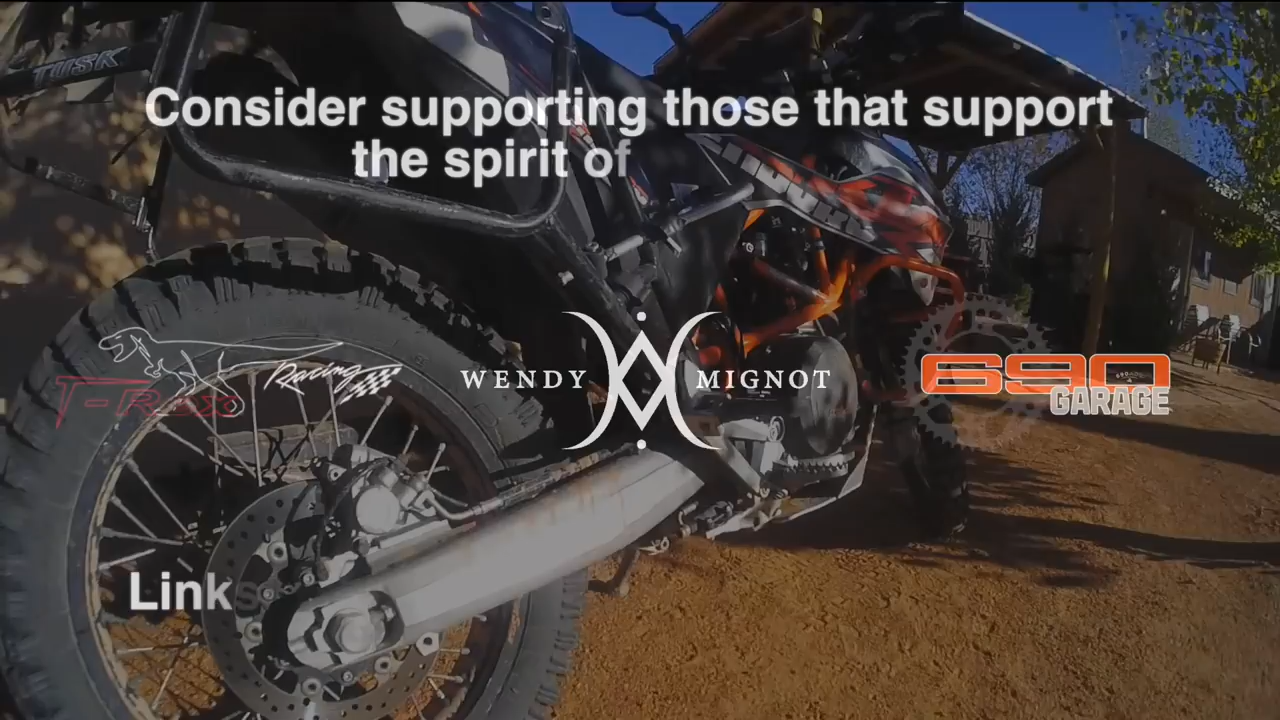 TUSK
Consider supporting those that support
the spirit of
T-Rex Racing
WENDY MIGNOT
690
GARAGE
Links